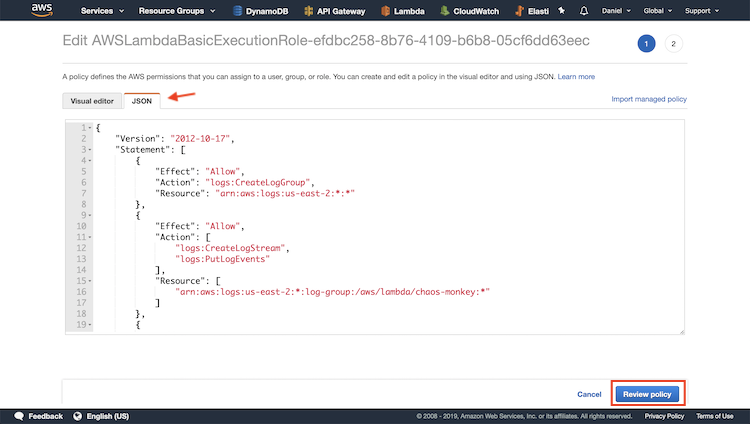 aws Services Resource Groups DynamoDB API Gateway Lambda CloudWatch Elasti Daniel Global Support
Edit AWSLambdaBasicExecutionRole-efdbc258-8b76-4109-b6b8-05cf6dd63eec 1 2
A policy defines the AWS permissions that you can assign to a user, group, or role. You can create and edit a policy in the visual editor and using JSON. Learn more
Visual editor JSON Import managed policy
1 {
2 "Version": "2012-10-17",
3 "Statement": [
4 {
5 "Effect": "Allow",
6 "Action": "logs:CreateLogGroup",
7 "Resource": "arn:aws:logs:us-east-2:*:*"
8 },
9 {
10 "Effect": "Allow",
11 "Action": [
12 "logs:CreateLogStream",
13 "logs:PutLogEvents"
14 ],
15 "Resource": [
16 "arn:aws:logs:us-east-2:*:log-group:/aws/lambda/chaos-monkey:*"
17 ]
18 },
19 {
Cancel Review policy
Feedback English (US) © 2008 - 2019, Amazon Web Services, Inc. or its affiliates. All rights reserved. Privacy Policy Terms of Use